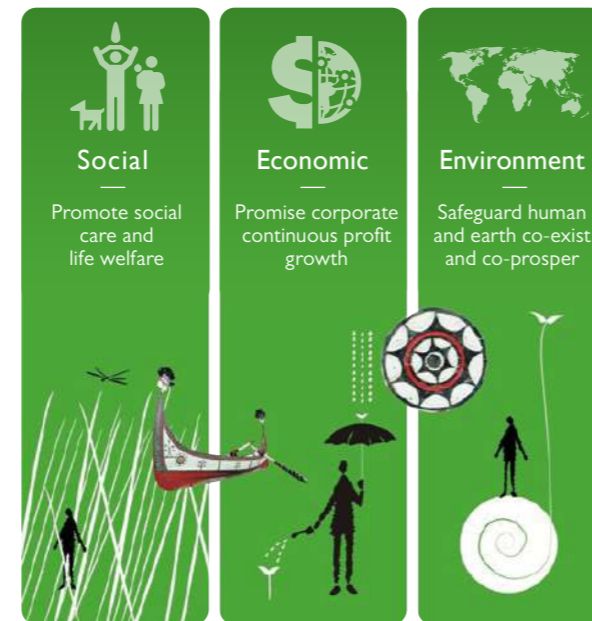 Social
Promote social
care and
life welfare
Economic
Promise corporate
continuous profit
growth
Environment
Safeguard human
and earth co-exist
and co-prosper